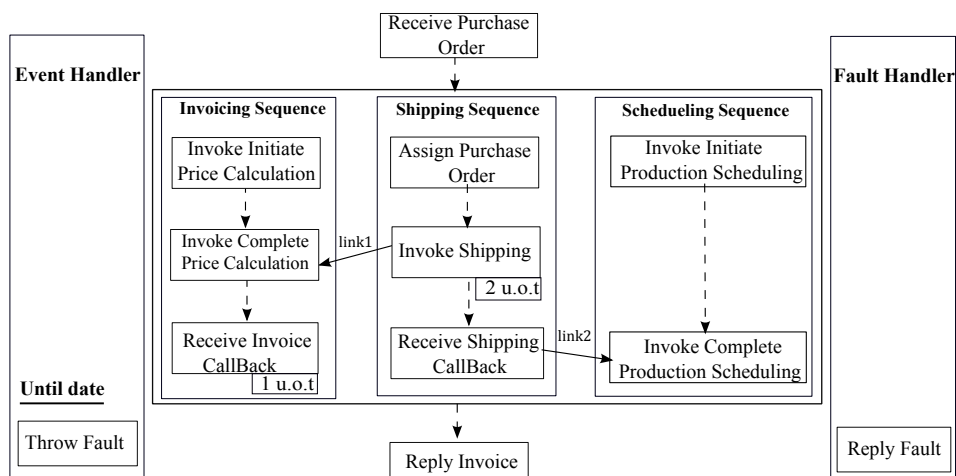 Receive Purchase
Order
Event Handler
Until date
Throw Fault
Invoicing Sequence
Invoke Initiate
Price Calculation
Invoke Complete
Price Calculation
Receive Invoice
CallBack
1 u.o.t
link1
Shipping Sequence
Assign Purchase
Order
Invoke Shipping
2 u.o.t
Receive Shipping
CallBack
link2
Schedueling Sequence
Invoke Initiate
Production Scheduling
Invoke Complete
Production Scheduling
Fault Handler
Reply Fault
Reply Invoice